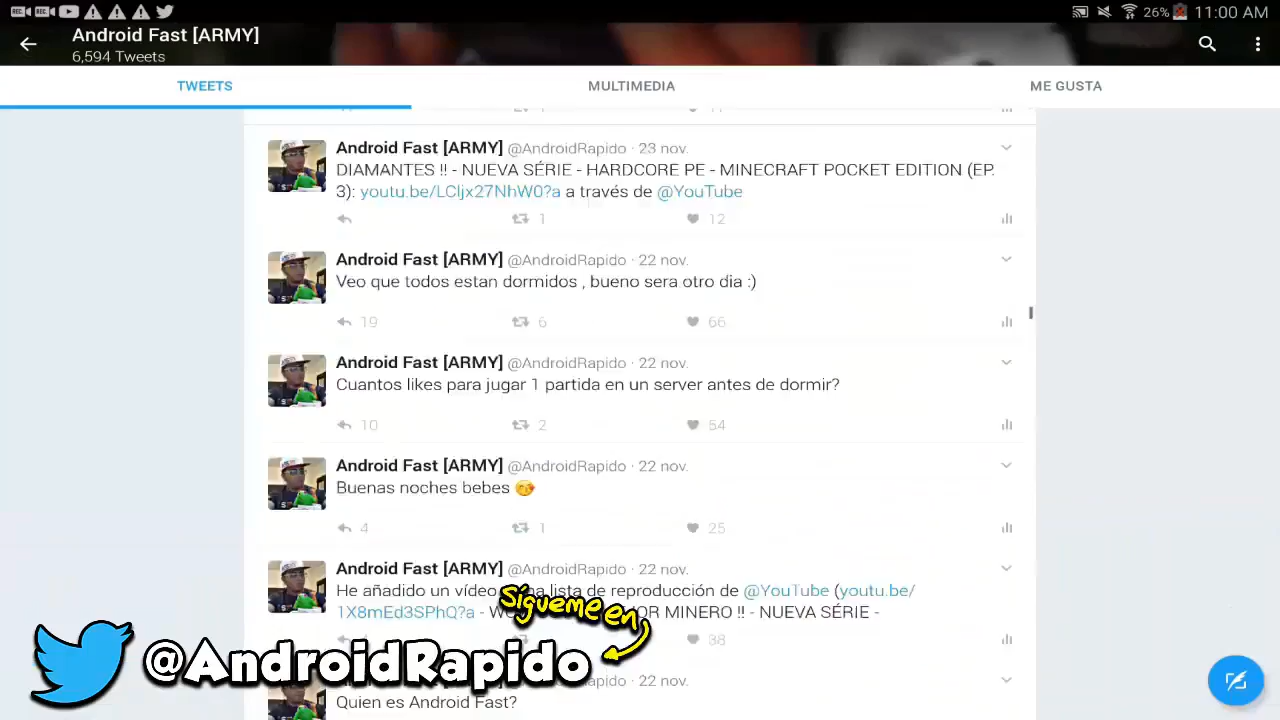 REC REC 26% 11:00 AM
Android Fast [ARMY]
6,594 Tweets
TWEETS MULTIMEDIA ME GUSTA
Android Fast [ARMY] @AndroidRapido · 23 nov.
DIAMANTES !! - NUEVA SÉRIE - HARDCORE PE - MINECRAFT POCKET EDITION (EP.
3): youtu.be/LCljx27NhW0?a a través de @YouTube
1 12
Android Fast [ARMY] @AndroidRapido · 22 nov.
Veo que todos estan dormidos , bueno sera otro dia :)
19 6 66
Android Fast [ARMY] @AndroidRapido · 22 nov.
Cuantos likes para jugar 1 partida en un server antes de dormir?
10 2 54
Android Fast [ARMY] @AndroidRapido · 22 nov.
Buenas noches bebes 😘
4 1 25
Android Fast [ARMY] @AndroidRapido · 22 nov.
He añadido un vídeo lista de reproducción de @YouTube (youtu.be/
1X8mEd3SPhQ?a - MINERO !! - NUEVA SÉRIE -
38
Sígueme en
@AndroidRapido
22 nov.
Quien es Android Fast?